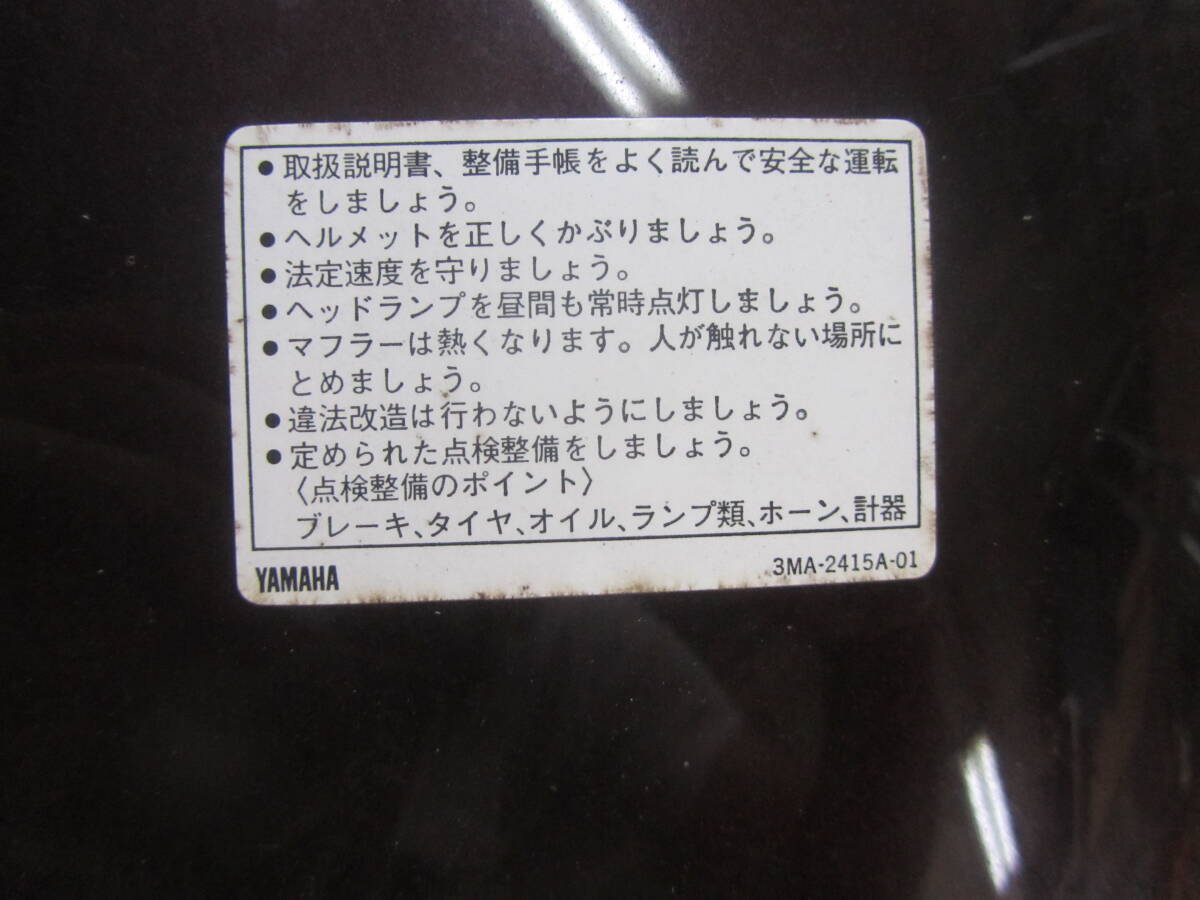 ● 取扱説明書、整備手帳をよく読んで安全な運転
をしましょう。
● ヘルメットを正しくかぶりましょう。
● 法定速度を守りましょう。
● ヘッドランプを昼間も常時点灯しましょう。
● マフラーは熱くなります。人が触れない場所に
とめましょう。
● 違法改造は行わないようにしましょう。
● 定められた点検整備をしましょう。
〈点検整備のポイント〉
ブレーキ、タイヤ、オイル、ランプ類、ホーン、計器
YAMAHA
3MA-2415A-01